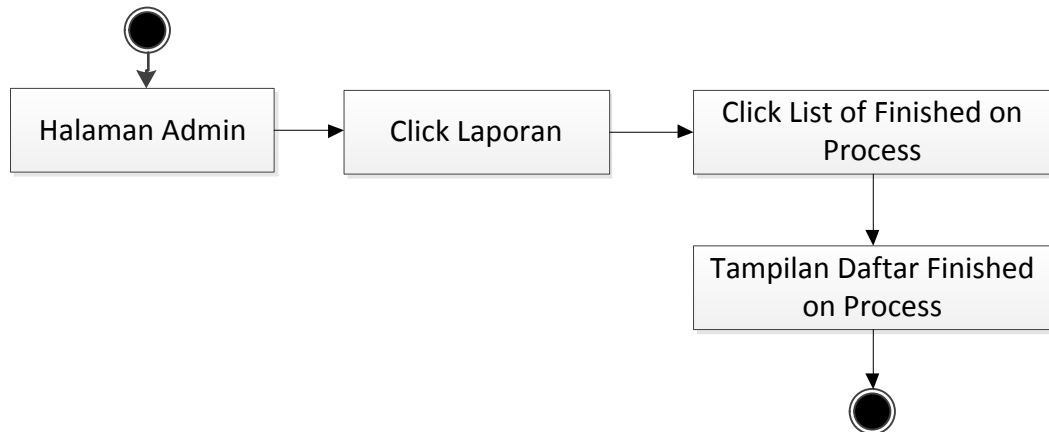 Halaman Admin
Click Laporan
Click List of Finished on
Process
Tampilan Daftar Finished
on Process